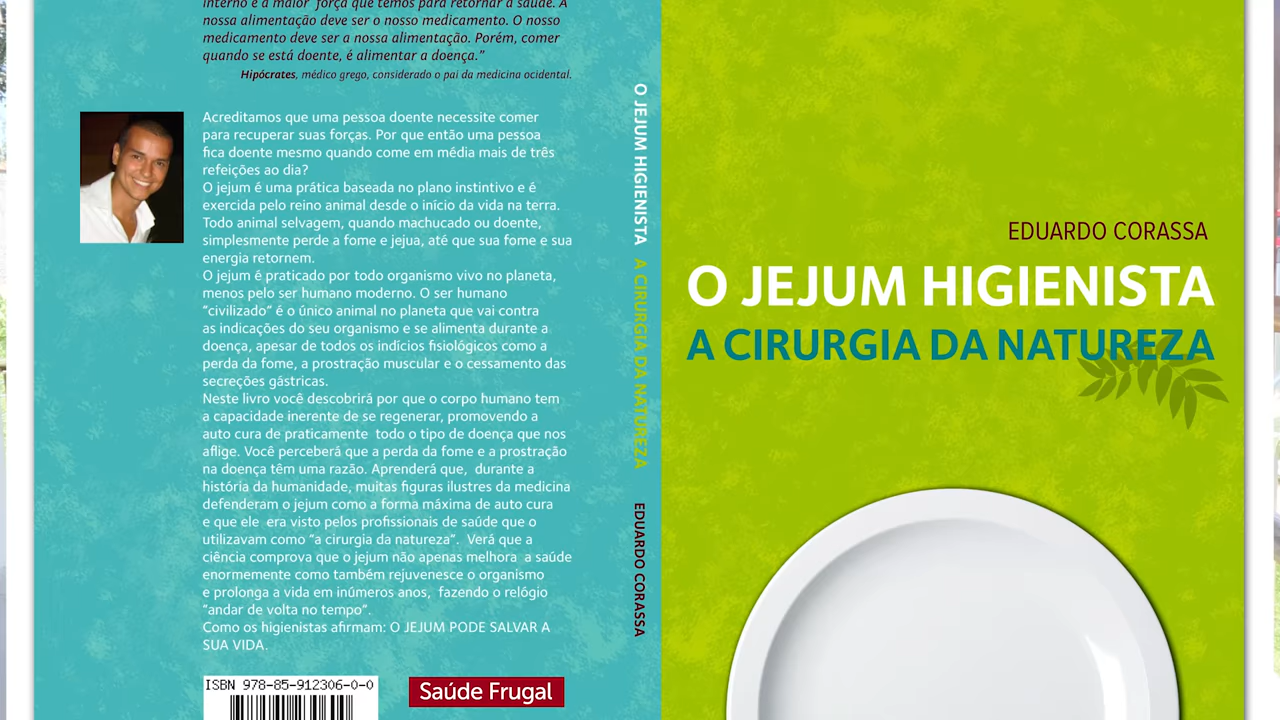 interno é a maior força que temos para retornar à saúde. A
nossa alimentação deve ser o nosso medicamento. O nosso
medicamento deve ser a nossa alimentação. Porém, comer
quando se está doente, é alimentar a doença.”
Hipócrates, médico grego, considerado o pai da medicina ocidental.
Acreditamos que uma pessoa doente necessite comer
para recuperar suas forças. Por que então uma pessoa
fica doente mesmo quando come em média mais de três
refeições ao dia?
O jejum é uma prática baseada no plano instintivo e é
exercida pelo reino animal desde o início da vida na terra.
Todo animal selvagem, quando machucado ou doente,
simplesmente perde a fome e jejua, até que sua fome e sua
energia retornem.
O jejum é praticado por todo organismo vivo no planeta,
menos pelo ser humano moderno. O ser humano
“civilizado” é o único animal no planeta que vai contra
as indicações do seu organismo e se alimenta durante a
doença, apesar de todos os indícios fisiológicos como a
perda da fome, a prostração muscular e o cessamento das
secreções gástricas.
Neste livro você descobrirá por que o corpo humano tem
a capacidade inerente de se regenerar, promovendo a
auto cura de praticamente todo o tipo de doença que nos
aflige. Você perceberá que a perda da fome e a prostração
na doença têm uma razão. Aprenderá que, durante a
história da humanidade, muitas figuras ilustres da medicina
defenderam o jejum como a forma máxima de auto cura
e que ele era visto pelos profissionais de saúde que o
utilizavam como “a cirurgia da natureza”. Verá que a
ciência comprova que o jejum não apenas melhora a saúde
enormemente como também rejuvenesce o organismo
e prolonga a vida em inúmeros anos, fazendo o relógio
“andar de volta no tempo”.
Como os higienistas afirmam: O JEJUM PODE SALVAR A
SUA VIDA.
ISBN 978-85-912306-0-0
Saúde Frugal
O JEJUM HIGIENISTA A CIRURGIA DA NATUREZA EDUARDO CORASSA
EDUARDO CORASSA
O JEJUM HIGIENISTA
A CIRURGIA DA NATUREZA